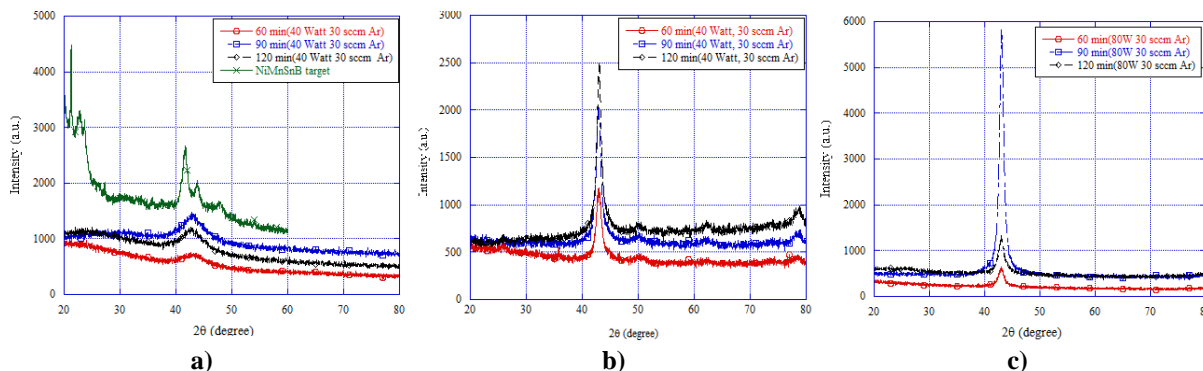 5000
4000
3000
2000
1000
0
Intensity (a.u.)
60 min(40 Watt 30 sccm Ar)
90 min(40 Watt 30 sccm Ar)
120 min(40 Watt 30 sccm Ar)
NiMnSnB target
20 30 40 50 60 70 80
2θ (degree)
a)
3000
2500
2000
1500
1000
500
0
Intensity (a.u.)
60 min(40 Watt, 30 sccm Ar)
90 min(40 Watt, 30 sccm Ar)
120 min(40 Watt, 30 sccm Ar)
20 30 40 50 60 70 80
2θ (degree)
b)
6000
5000
4000
3000
2000
1000
0
Intensity (a.u.)
60 min(80W 30 sccm Ar)
90 min(80W 30 sccm Ar)
120 min(80W 30 sccm Ar)
20 30 40 50 60 70 80
2θ (degree)
c)